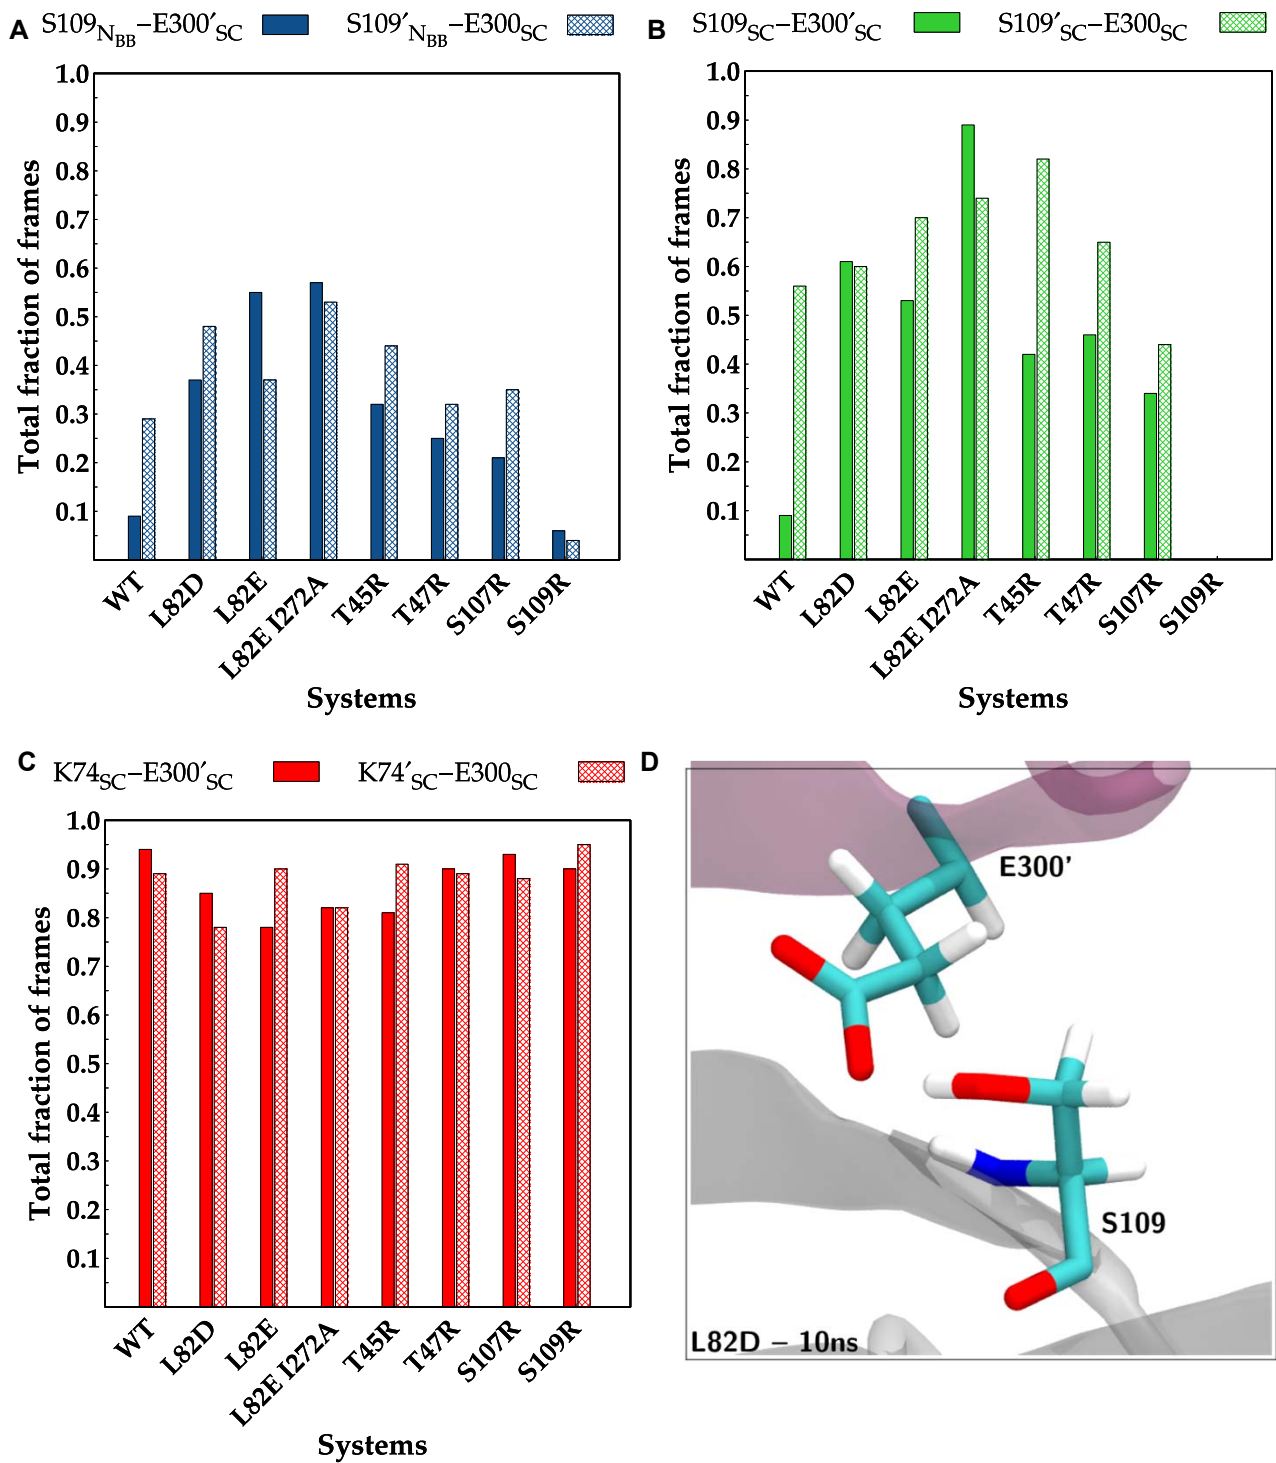 A S109NBB−E300′SC S109′NBB−E300SC
Total fraction of frames
1.0
0.9
0.8
0.7
0.6
0.5
0.4
0.3
0.2
0.1
WT L82D L82E L82E I272A T45R T47R S107R S109R
Systems
B S109SC−E300′SC S109′SC−E300SC
Total fraction of frames
1.0
0.9
0.8
0.7
0.6
0.5
0.4
0.3
0.2
0.1
WT L82D L82E L82E I272A T45R T47R S107R S109R
Systems
C K74SC−E300′SC K74′SC−E300SC
Total fraction of frames
1.0
0.9
0.8
0.7
0.6
0.5
0.4
0.3
0.2
0.1
WT L82D L82E L82E I272A T45R T47R S107R S109R
Systems
D
E300'
S109
L82D − 10ns